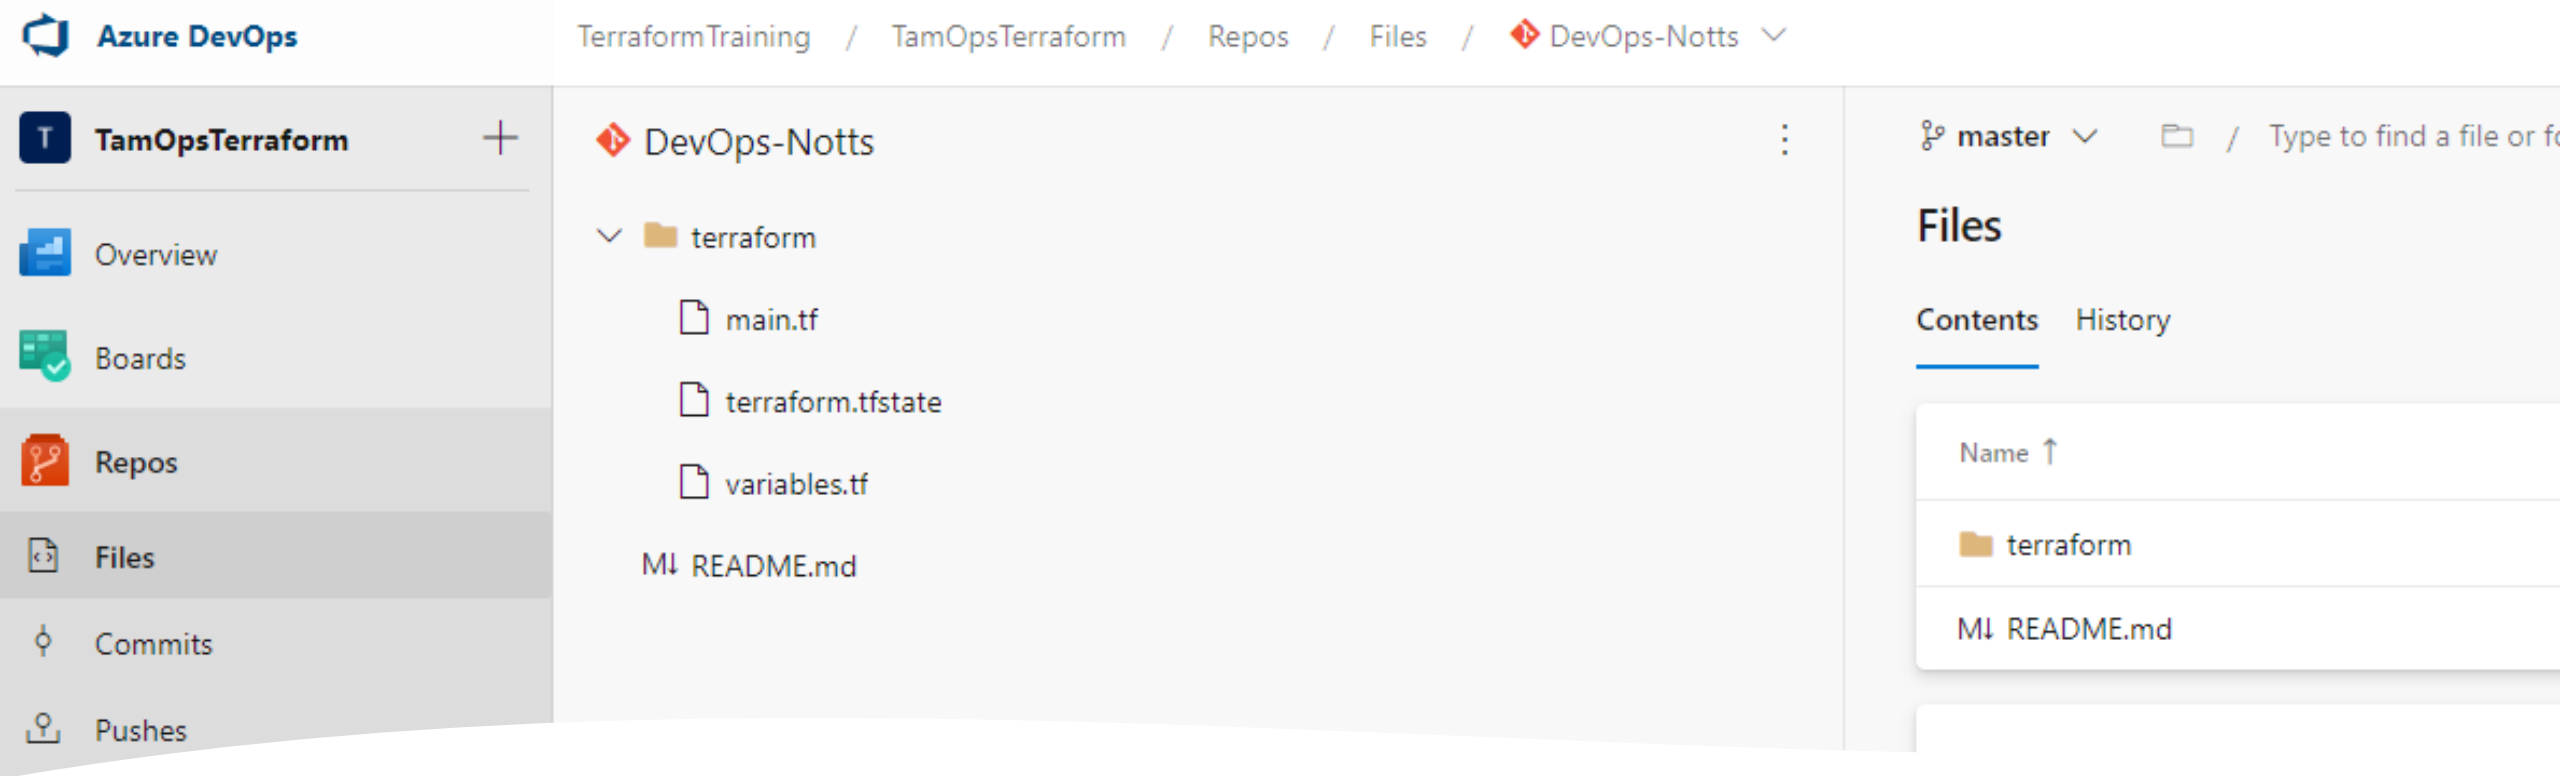 Azure DevOps
TerraformTraining / TamOpsTerraform / Repos / Files / DevOps-Notts
T TamOpsTerraform
Overview
Boards
Repos
Files
Commits
Pushes
DevOps-Notts
terraform
main.tf
terraform.tfstate
variables.tf
M↓ README.md
master / Type to find a file or
Files
Contents History
Name ↑
terraform
M↓ README.md